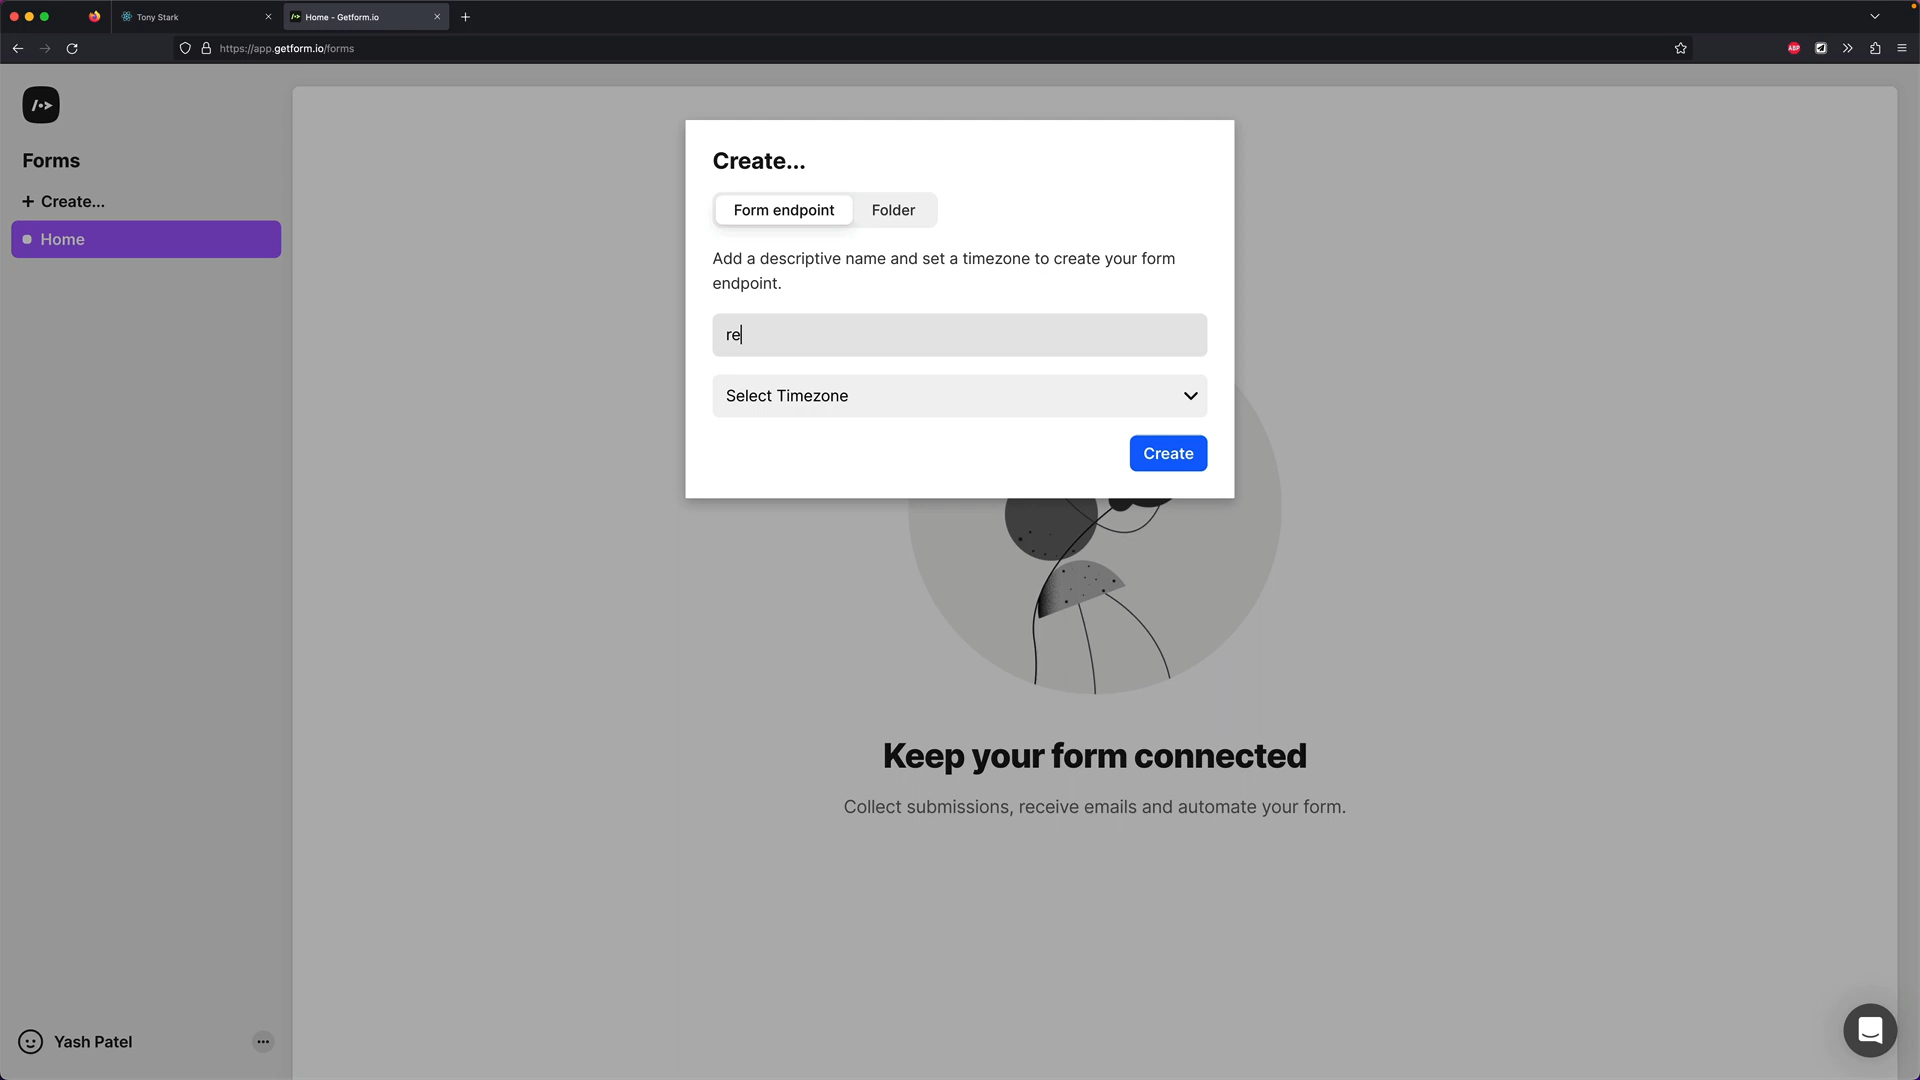 Tony Stark
Home - Getform.io
https://app.getform.io/forms
ABP
Forms
+ Create...
Home
Create...
Form endpoint
Folder
Add a descriptive name and set a timezone to create your form
endpoint.
re
Select Timezone
Create
Keep your form connected
Collect submissions, receive emails and automate your form.
Yash Patel